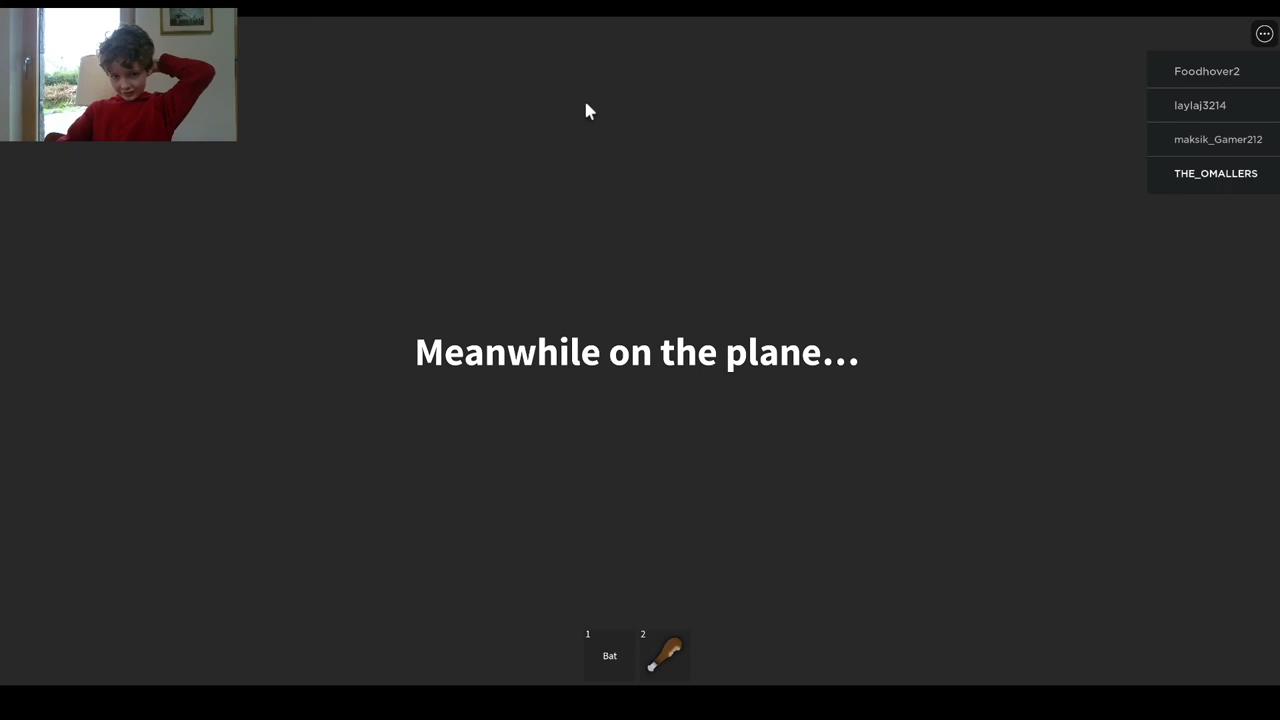 Foodhover2
laylaj3214
maksik_Gamer212
THE_OMALLERS
Meanwhile on the plane...
1
2
Bat